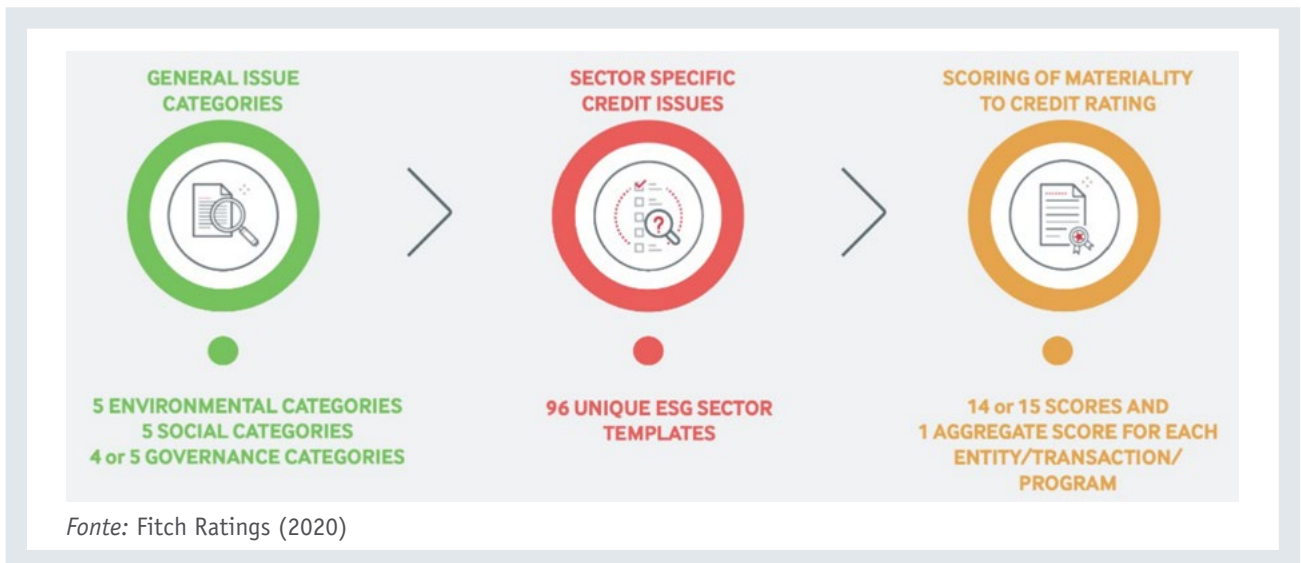 GENERAL ISSUE
CATEGORIES
5 ENVIRONMENTAL CATEGORIES
5 SOCIAL CATEGORIES
4 or 5 GOVERNANCE CATEGORIES
SECTOR SPECIFIC
CREDIT ISSUES
?
96 UNIQUE ESG SECTOR
TEMPLATES
SCORING OF MATERIALITY
TO CREDIT RATING
14 or 15 SCORES AND
1 AGGREGATE SCORE FOR EACH
ENTITY/TRANSACTION/
PROGRAM
Fonte: Fitch Ratings (2020)